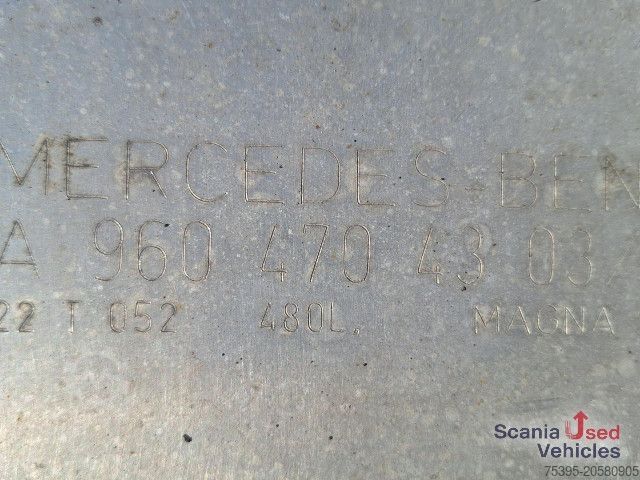 MERCEDES-BEN
A 960 470 43 03
22 T 052 480L. MAGNA
Scania Used
Vehicles
75395-20580905